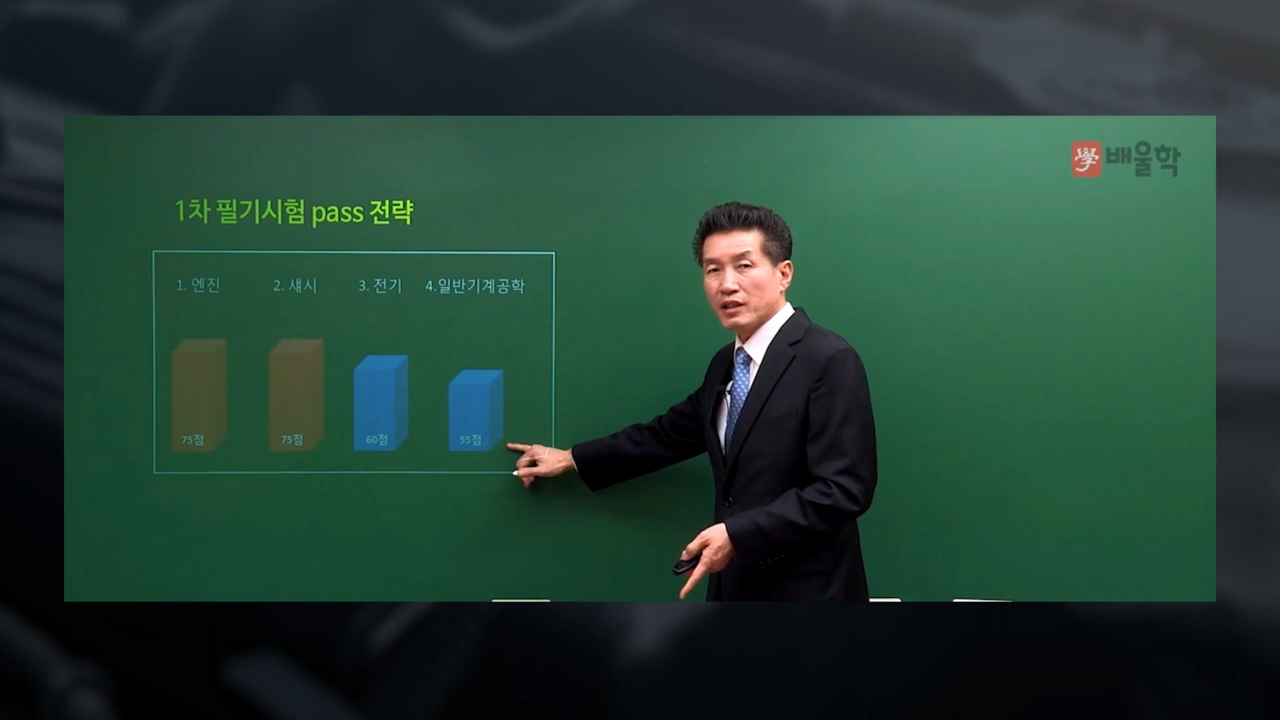 學 배울학
1차 필기시험 pass 전략
1. 엔진 2. 섀시 3. 전기 4.일반기계공학
75점 75점 60점 55점